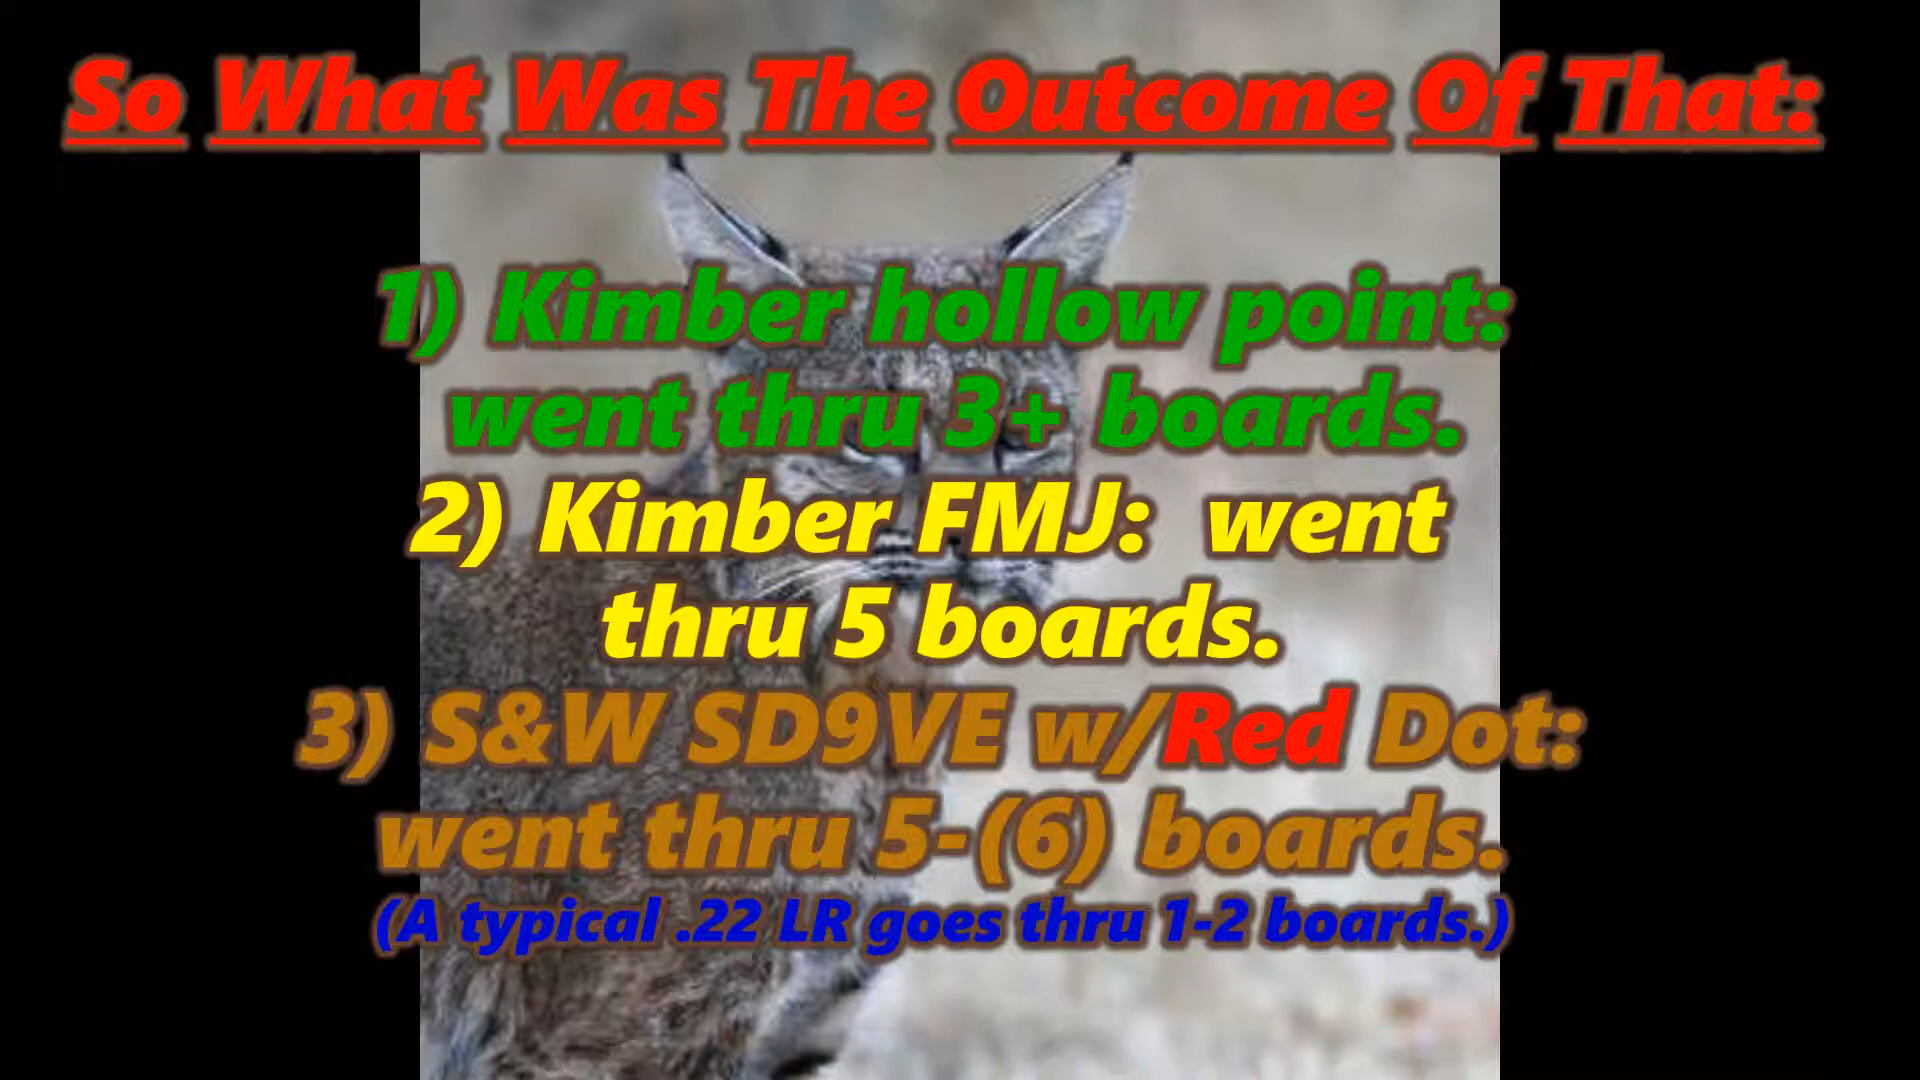 So What Was The Outcome Of That:
1) Kimber hollow point:
went thru 3+ boards.
2) Kimber FMJ:  went
thru 5 boards.
3) S&W SD9VE w/Red Dot:
went thru 5-(6) boards.
(A typical .22 LR goes thru 1-2 boards.)